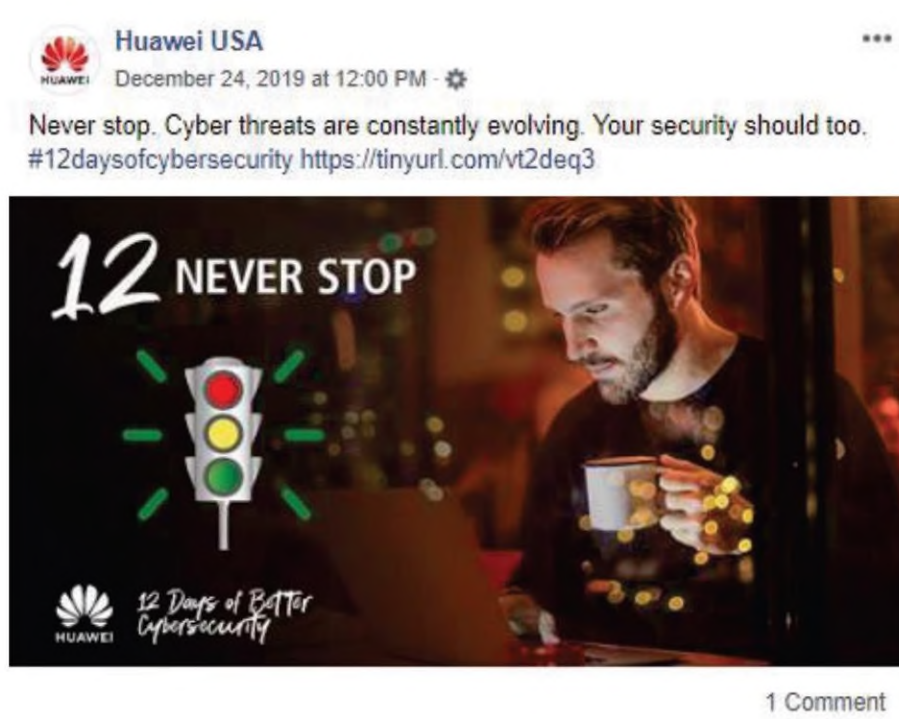 Huawei USA
HUAWEI
December 24, 2019 at 12:00 PM ·
Never stop. Cyber threats are constantly evolving. Your security should too.
#12daysofcybersecurity https://tinyurl.com/vt2deq3
12 NEVER STOP
12 Days of Better
Cybersecurity
HUAWEI
1 Comment